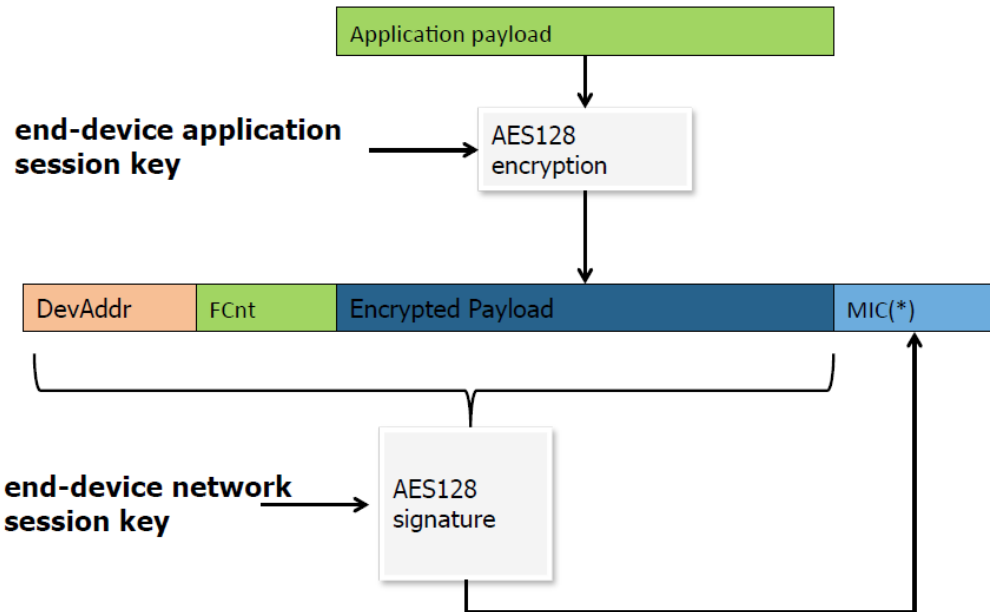 Application payload
end-device application
session key
AES128
encryption
DevAddr
FCnt
Encrypted Payload
MIC(*)
end-device network
session key
AES128
signature